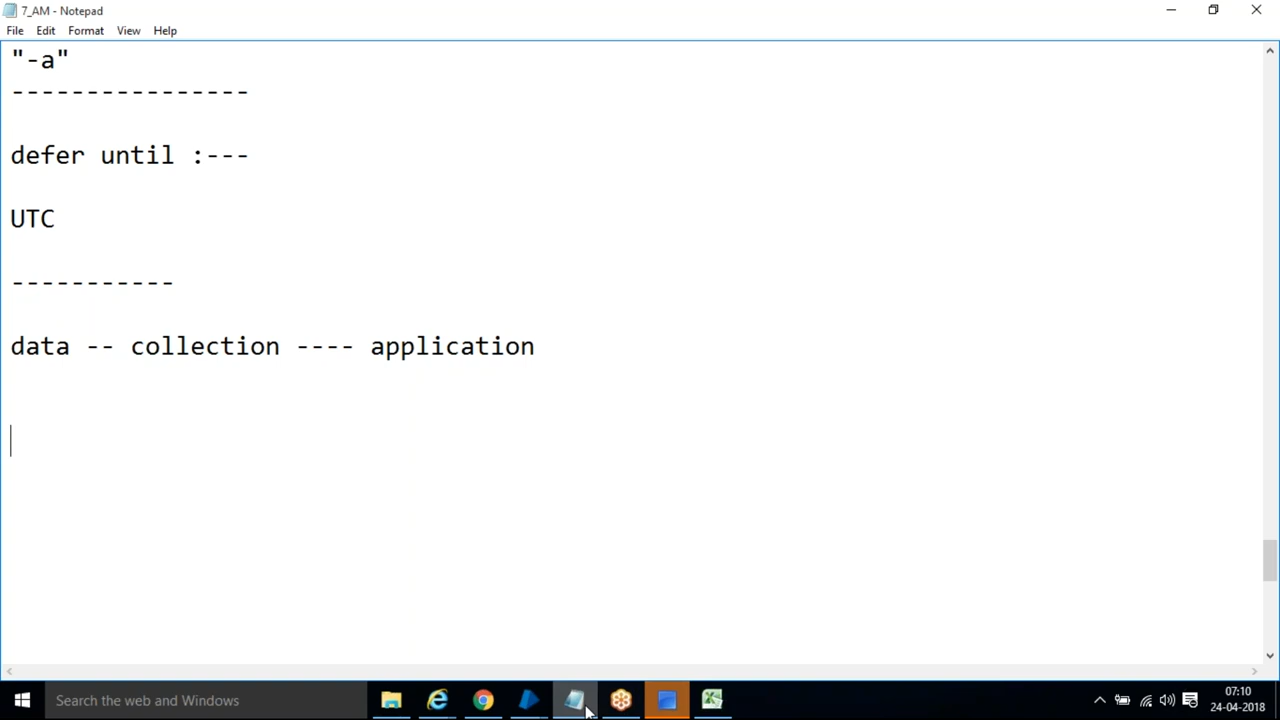 7_AM - Notepad
File Edit Format View Help
"-a"
----------------
defer until :---
UTC
-----------
data -- collection ---- application
Search the web and Windows
07:10
24-04-2018